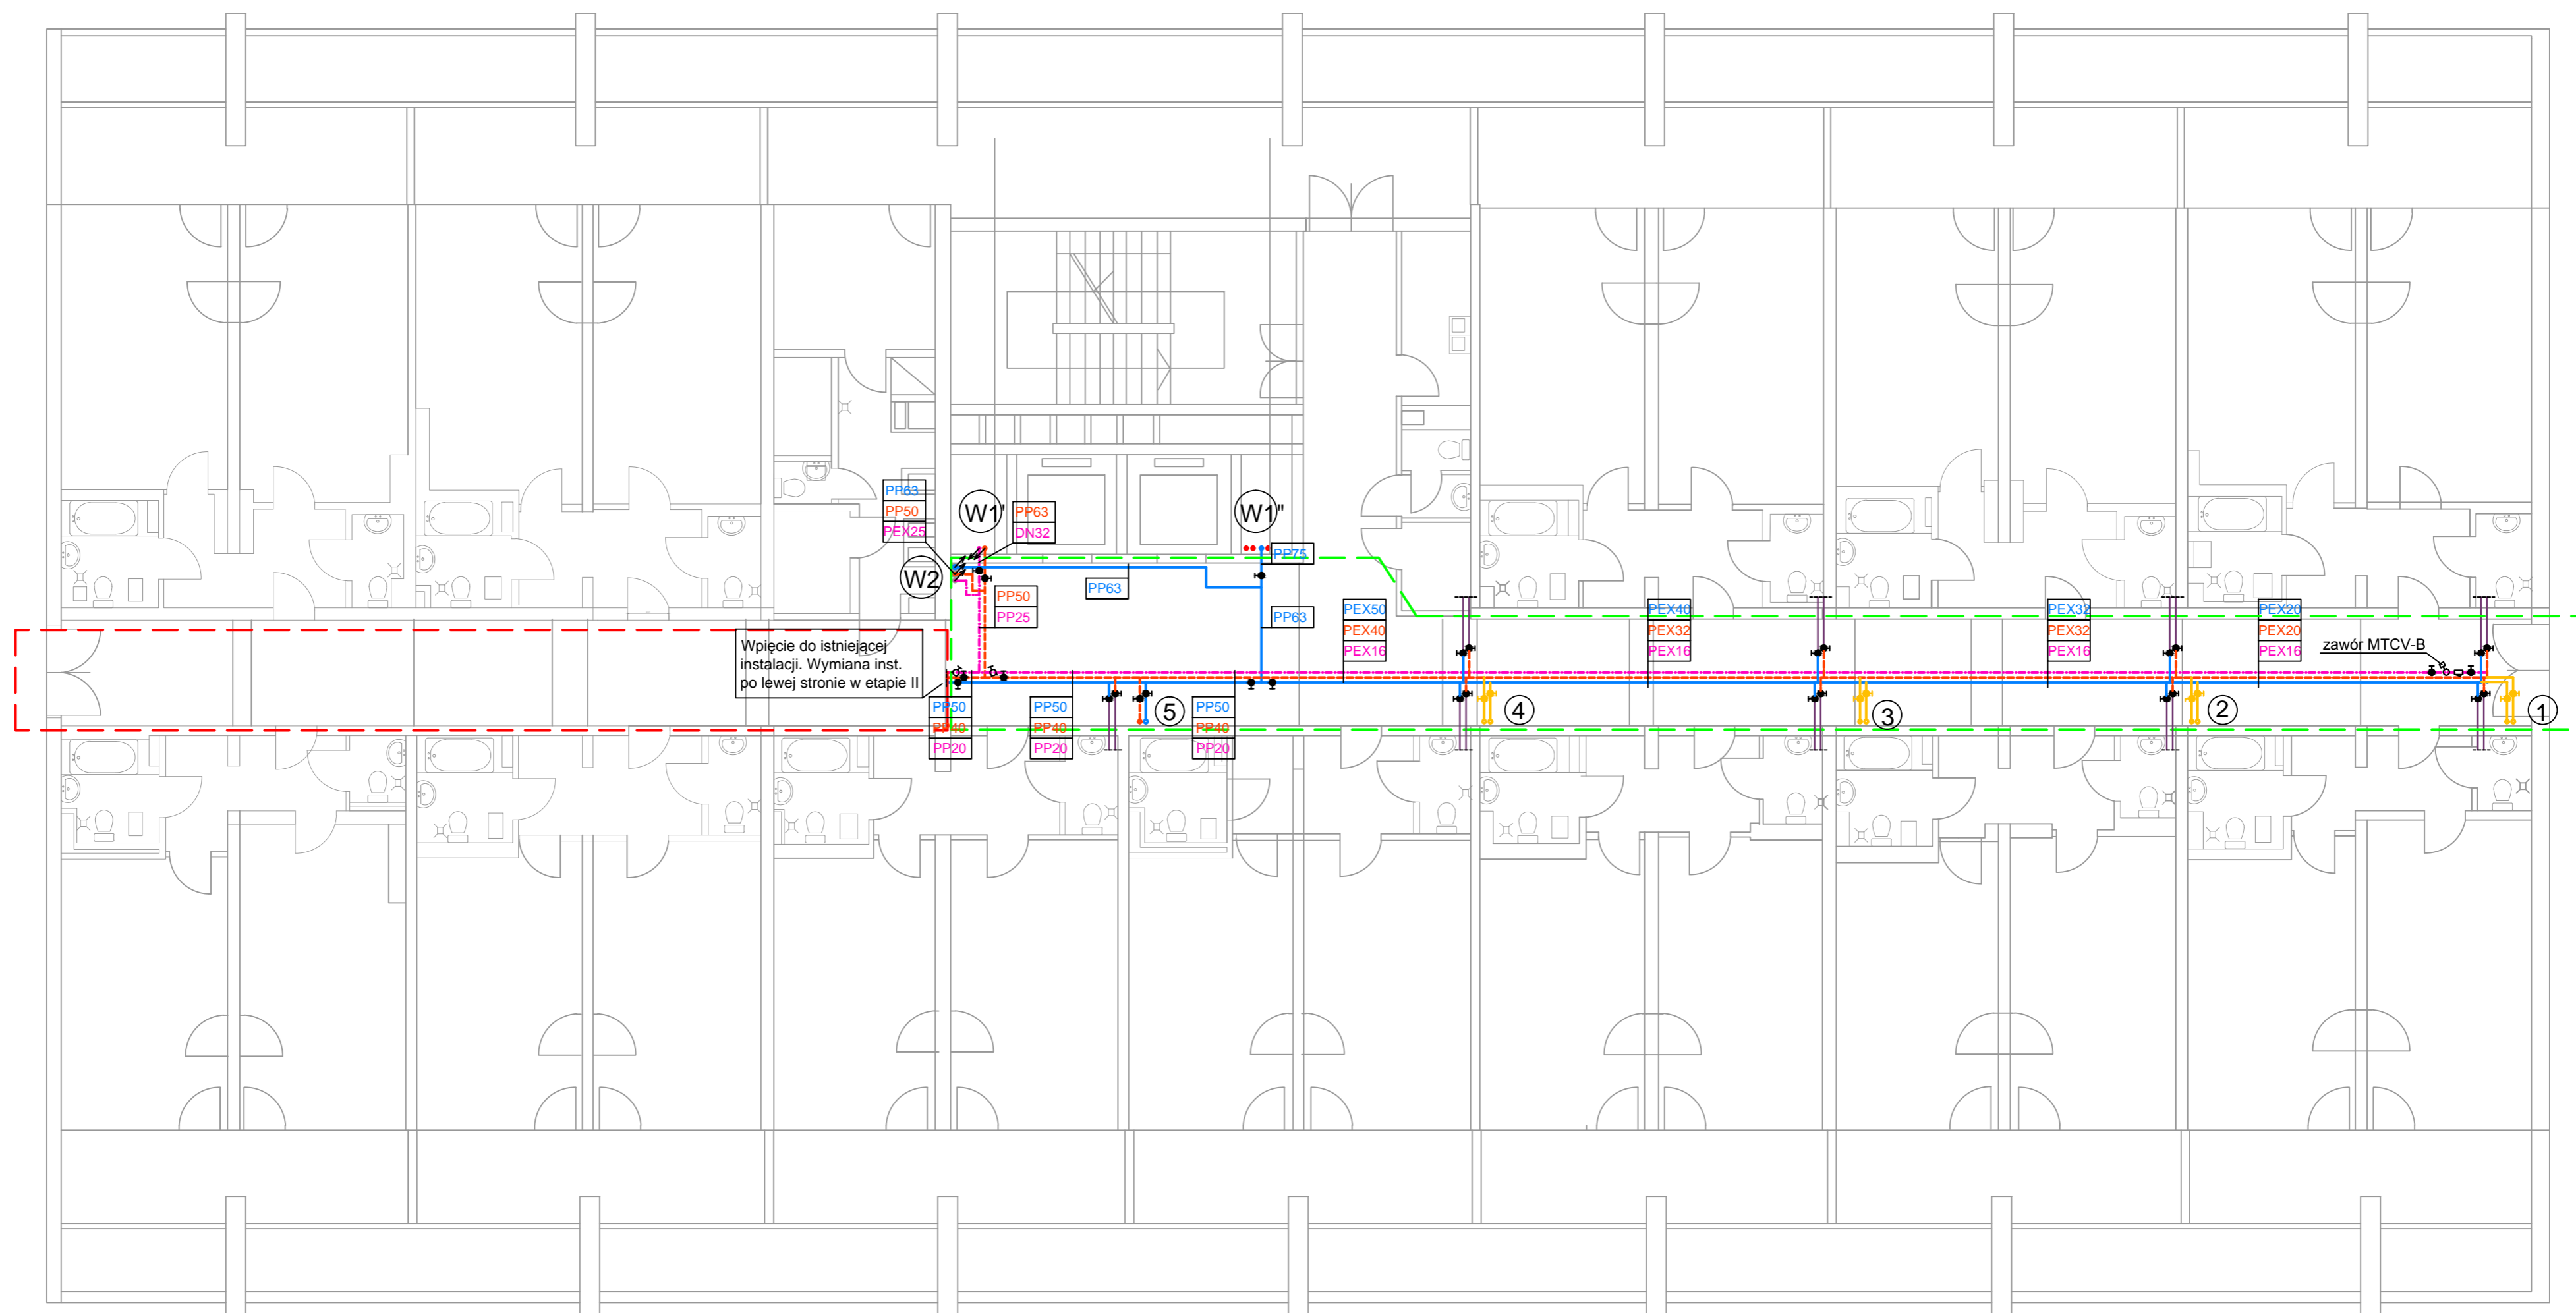 PP63
PP50
PEX25
W1'
PP63
DN32
W1"
PP75
W2
PP63
PP50
PP25
PP63
PEX50
PEX40
PEX16
PEX40
PEX32
PEX16
PEX32
PEX32
PEX16
PEX20
PEX20
PEX16
zawór MTCV-B
Wpięcie do istniejącej
instalacji. Wymiana inst.
po lewej stronie w etapie II
PP50
PP40
PP20
PP50
PP40
PP20
5
PP50
PP40
PP20
4
3
2
1